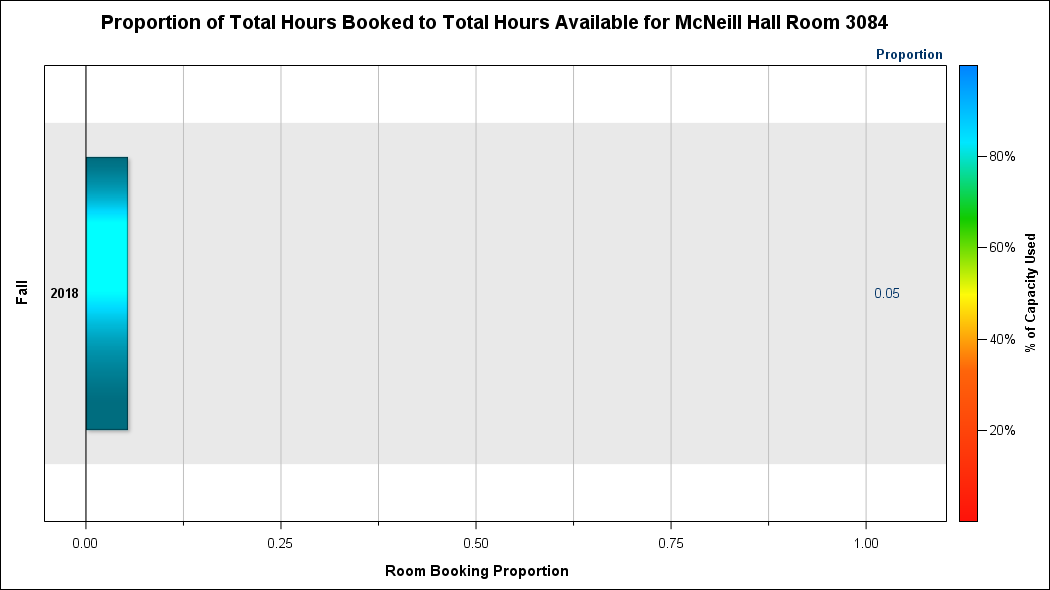 Proportion of Total Hours Booked to Total Hours Available for McNeill Hall Room 3084
Proportion
80%
60%
40%
20%
% of Capacity Used
Fall
2018
0.05
0.00 0.25 0.50 0.75 1.00
Room Booking Proportion